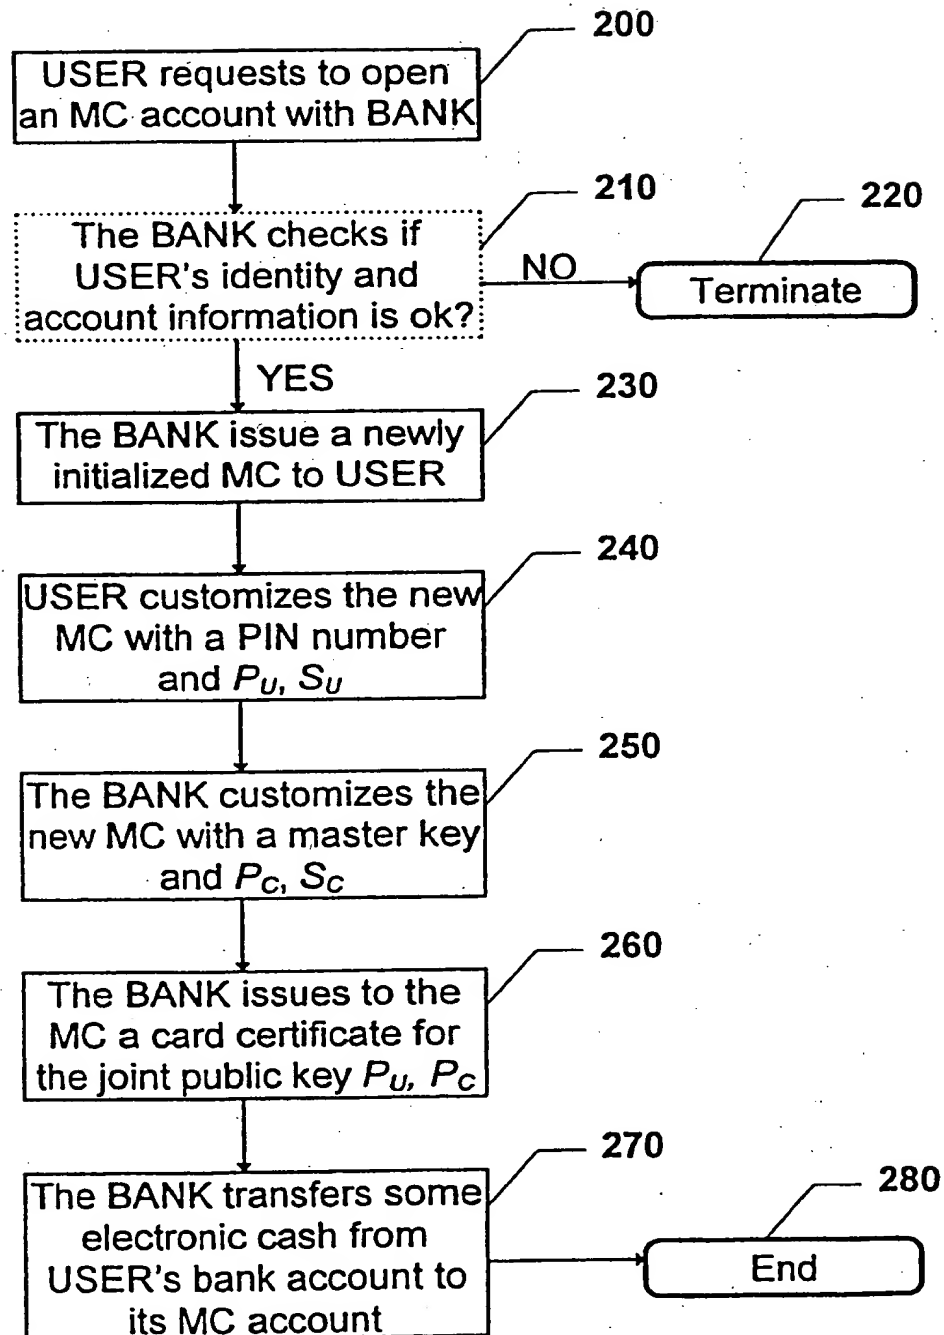 200
USER requests to open
an MC account with BANK
210
The BANK checks if
USER's identity and
account information is ok?
NO
220
Terminate
YES
230
The BANK issue a newly
initialized MC to USER
240
USER customizes the new
MC with a PIN number
and PU, SU
250
The BANK customizes the
new MC with a master key
and PC, SC
260
The BANK issues to the
MC a card certificate for
the joint public key PU, PC
270
The BANK transfers some
electronic cash from
USER's bank account to
its MC account
280
End